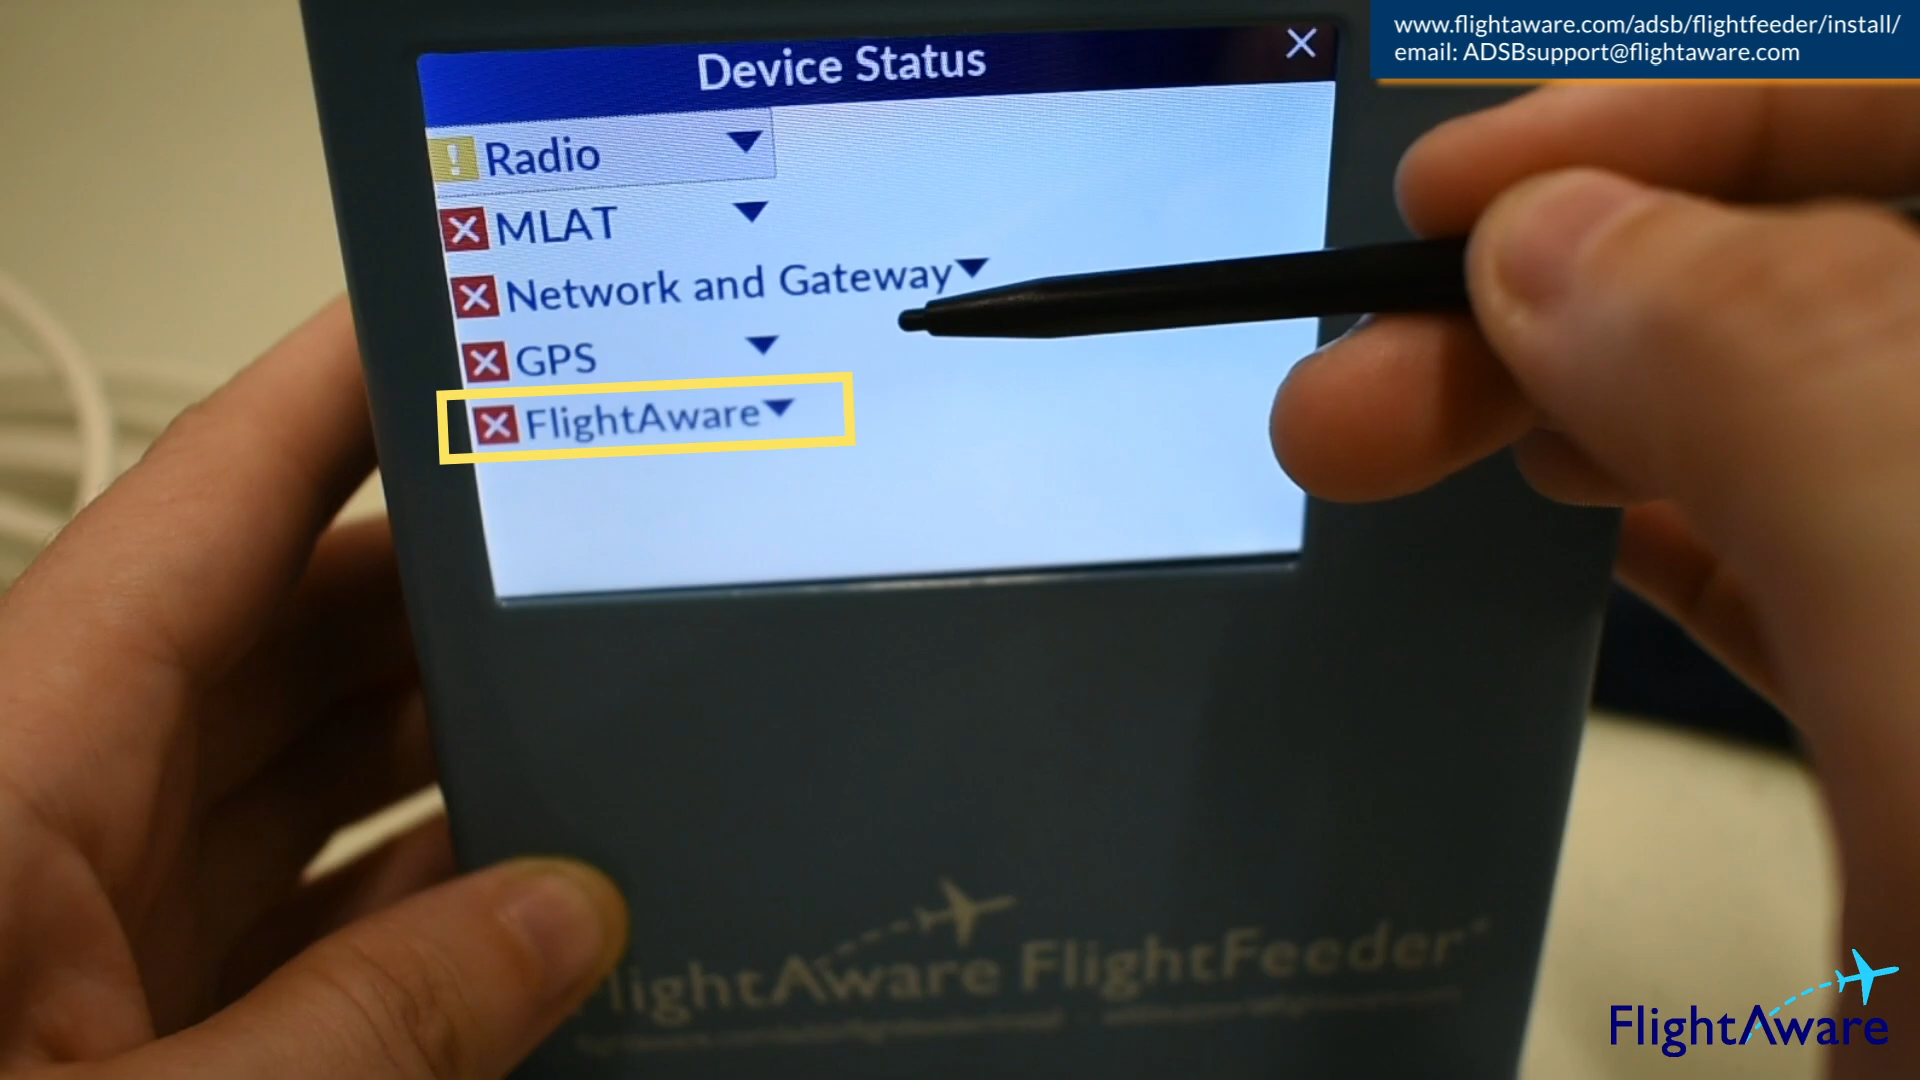 www.flightaware.com/adsb/flightfeeder/install/
email: ADSBsupport@flightaware.com
Device Status
Radio
MLAT
Network and Gateway
GPS
FlightAware
FlightAware FlightFeeder
FlightAware